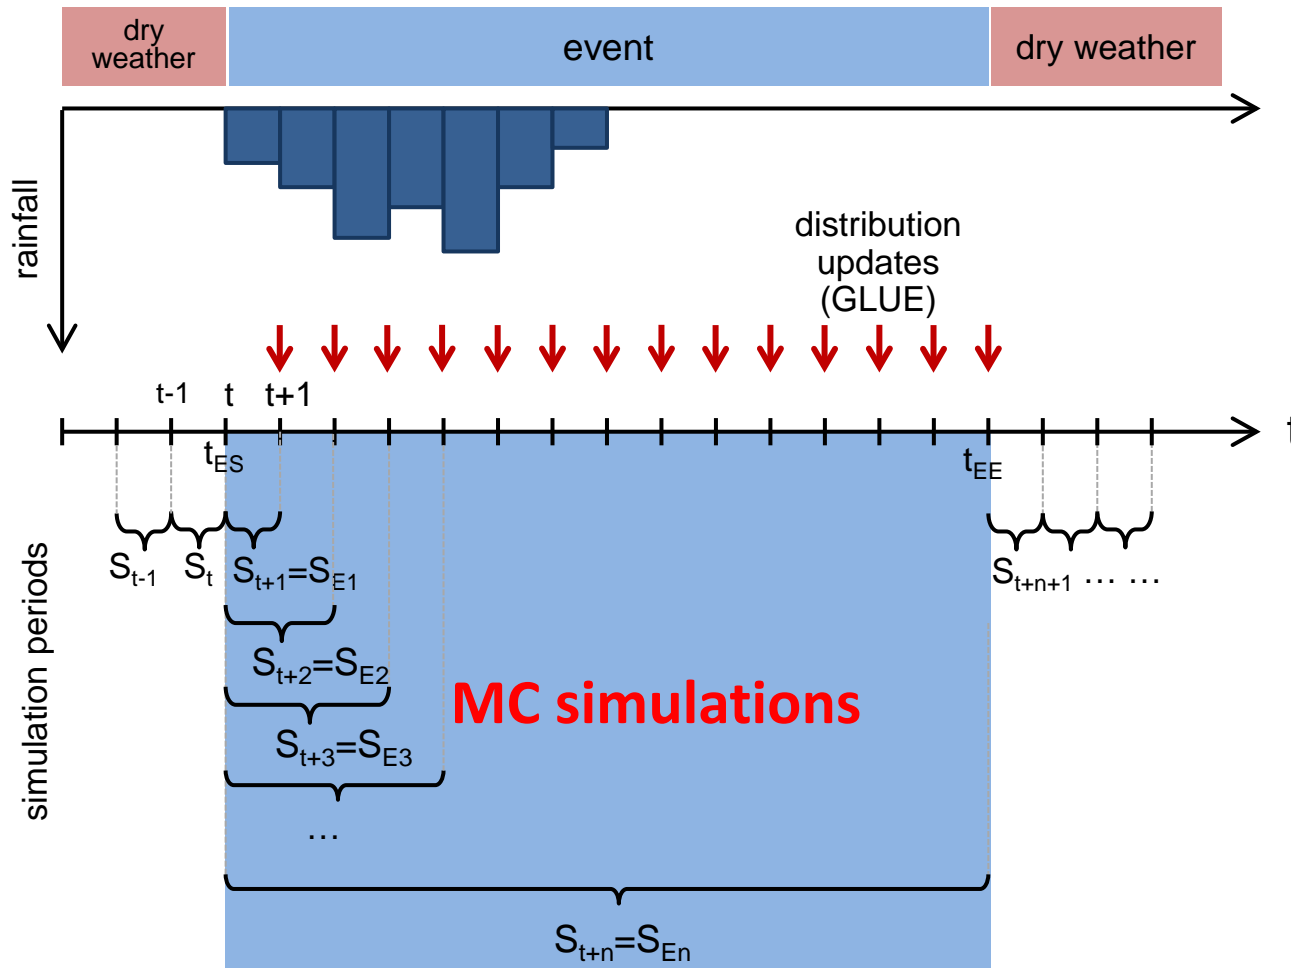 dry
weather
event
dry weather
rainfall
distribution
updates
(GLUE)
t-1
t
t+1
t
tES
tEE
simulation periods
St-1
St
St+1=SE1
St+n+1
... ...
St+2=SE2
MC simulations
St+3=SE3
...
St+n=SEn